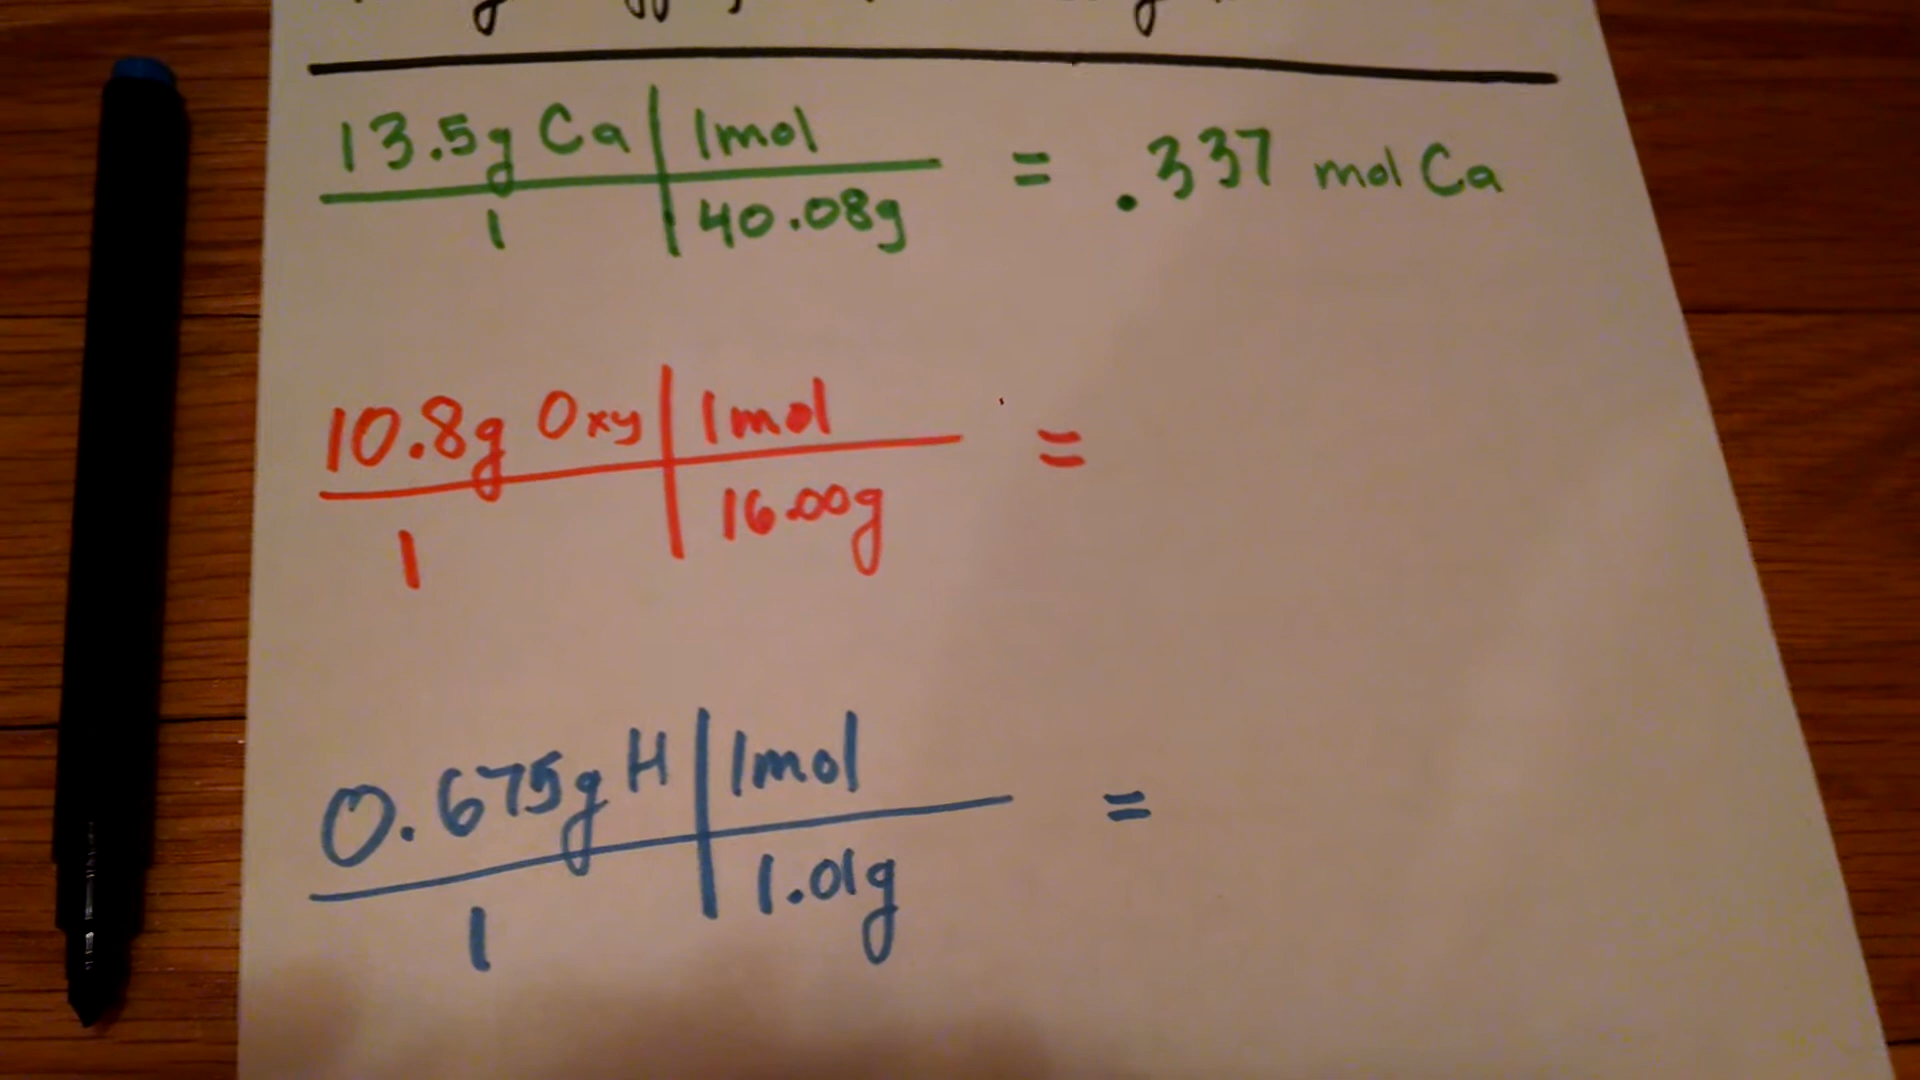 13.5g Ca | 1mol = .337 mol Ca
1 | 40.08g
10.8g Oxy | 1mol =
1 | 16.00g
0.675g H | 1mol =
1 | 1.01g